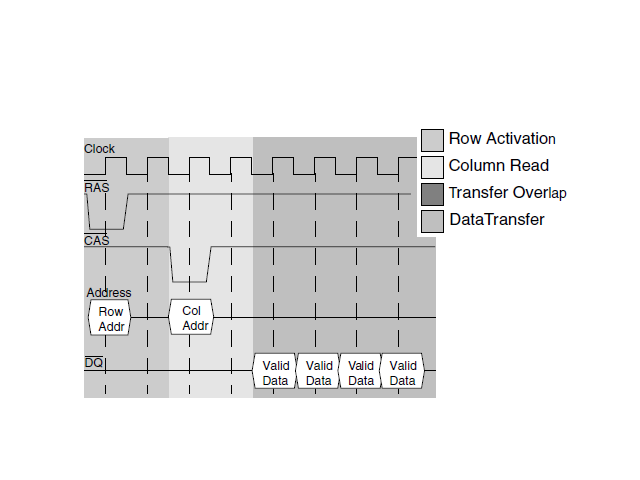 Clock
RAS
CAS
Address
Row
Addr
Col
Addr
DQ
Valid
Data
Valid
Data
Valid
Data
Valid
Data
Row Activation
Column Read
Transfer Overlap
DataTransfer